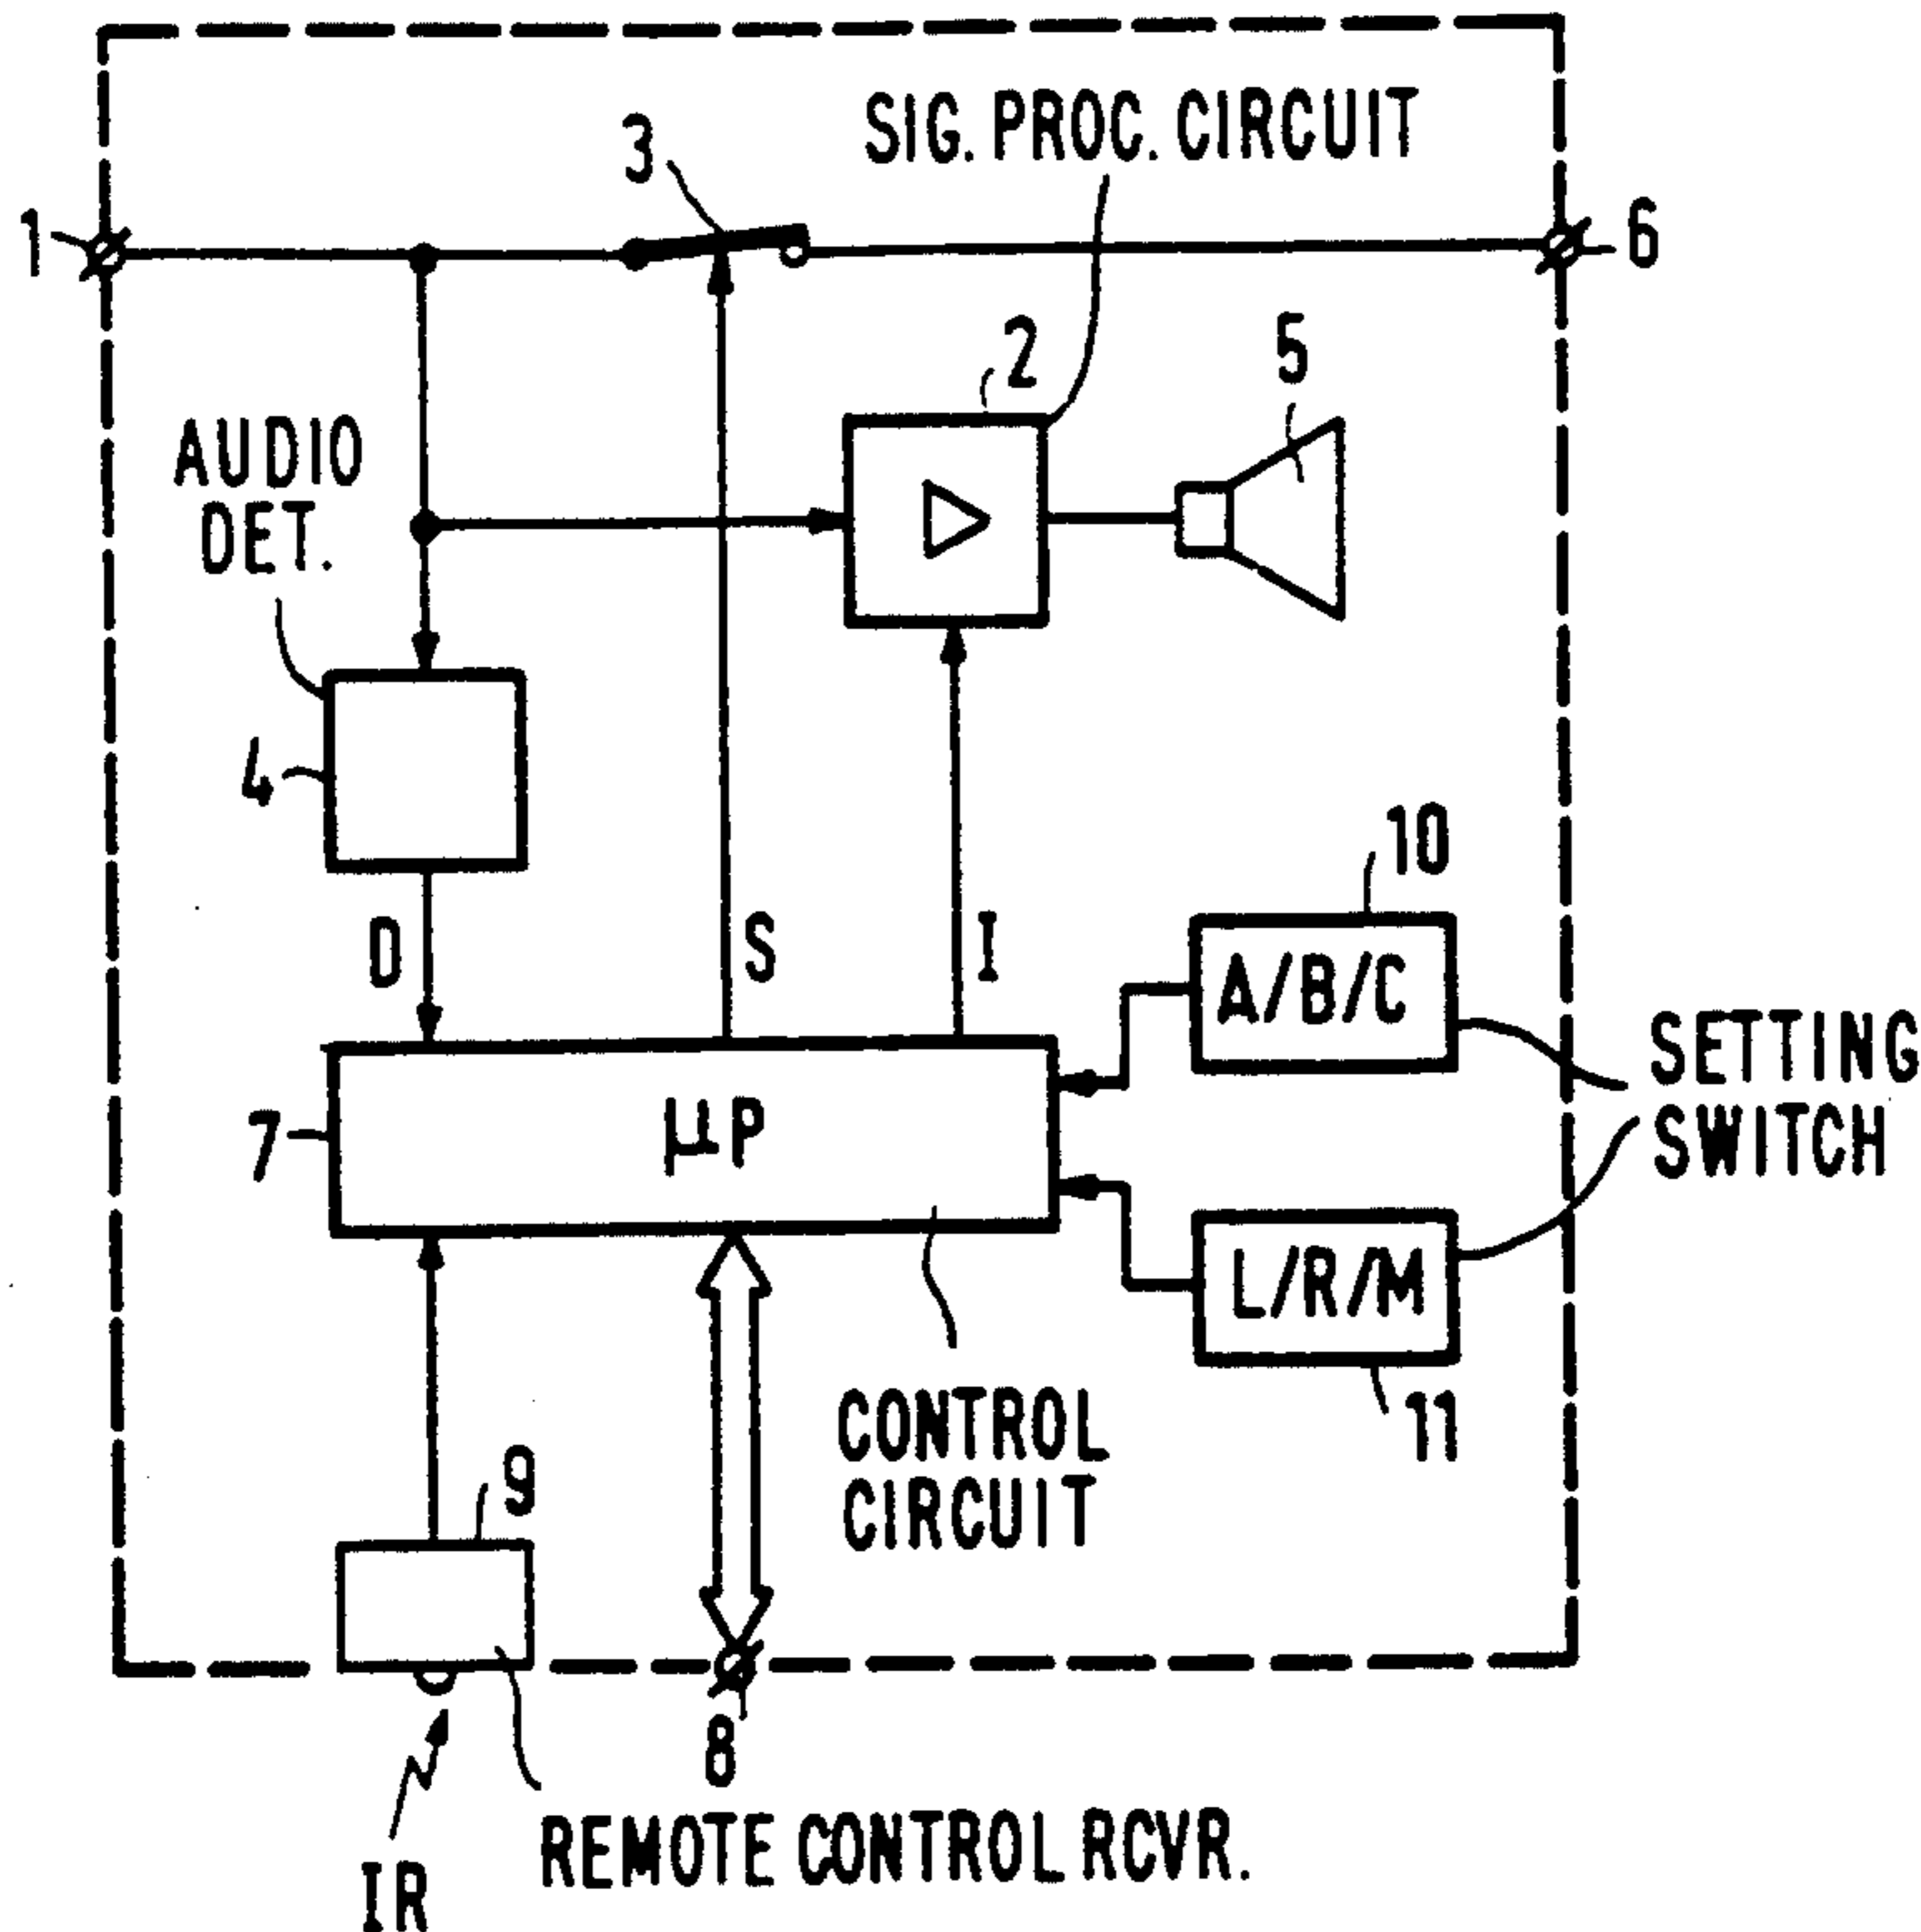 SIG. PROC. CIRCUIT
3
1
6
2
5
AUDIO
DET.
4
10
D
S
I
A/B/C
SETTING
SWITCH
7
μP
L/R/M
11
CONTROL
CIRCUIT
9
8
REMOTE CONTROL RCVR.
IR